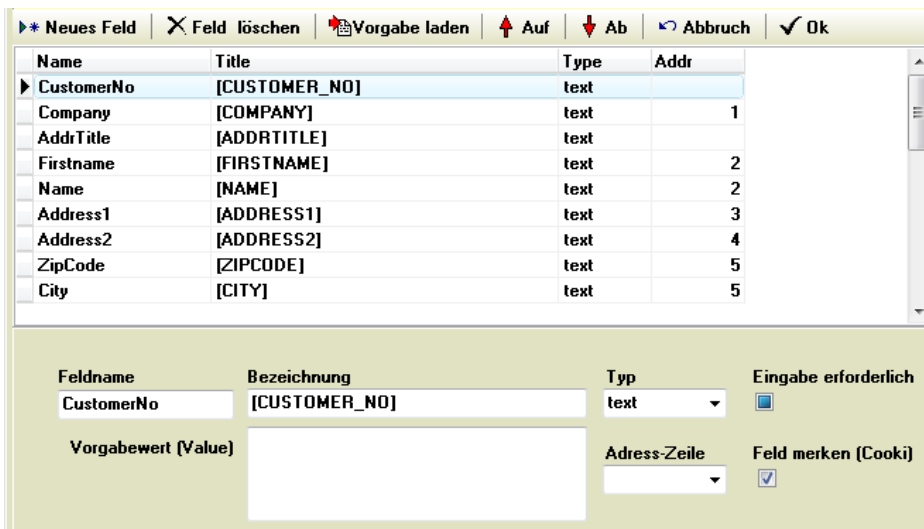 Neues Feld Feld löschen Vorgabe laden Auf Ab Abbruch Ok
Name Title Type Addr
CustomerNo [CUSTOMER_NO] text
Company [COMPANY] text 1
AddrTitle [ADDRTITLE] text
Firstname [FIRSTNAME] text 2
Name [NAME] text 2
Address1 [ADDRESS1] text 3
Address2 [ADDRESS2] text 4
ZipCode [ZIPCODE] text 5
City [CITY] text 5
Feldname Bezeichnung Typ Eingabe erforderlich
CustomerNo [CUSTOMER_NO] text
Vorgabewert (Value) Adress-Zeile Feld merken (Cooki)